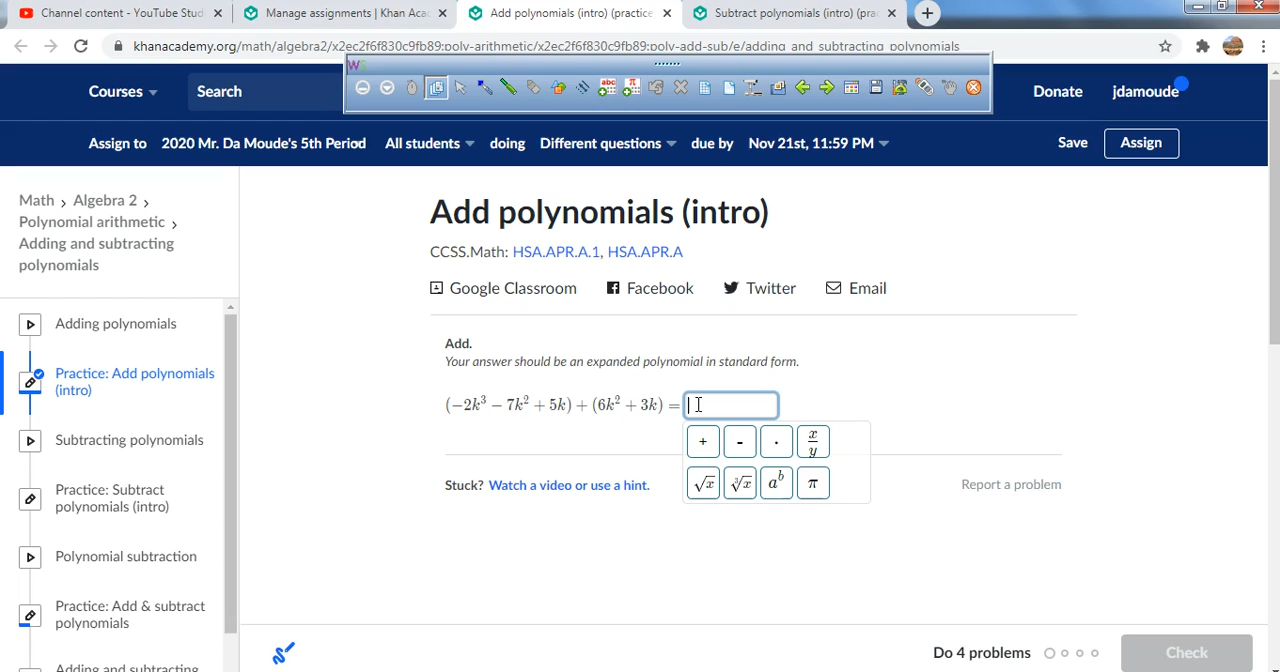 Channel content - YouTube Stud
Manage assignments | Khan Aca
Add polynomials (intro) (practice
Subtract polynomials (intro) (prac
khanacademy.org/math/algebra2/x2ec2f6f830c9fb89:poly-arithmetic/x2ec2f6f830c9fb89:poly-add-sub/e/adding_and_subtracting_polynomials
Courses
Search
Donate
jdamoude
Assign to 2020 Mr. Da Moude's 5th Period All students doing Different questions due by Nov 21st, 11:59 PM
Save
Assign
Math > Algebra 2 >
Polynomial arithmetic >
Adding and subtracting
polynomials
Adding polynomials
Practice: Add polynomials
(intro)
Subtracting polynomials
Practice: Subtract
polynomials (intro)
Polynomial subtraction
Practice: Add & subtract
polynomials
Adding and subtracting
Add polynomials (intro)
CCSS.Math: HSA.APR.A.1, HSA.APR.A
Google Classroom Facebook Twitter Email
Add.
Your answer should be an expanded polynomial in standard form.
(−2k³ − 7k² + 5k) + (6k² + 3k) =
+ - · x/y
√x ∛x aᵇ π
Stuck? Watch a video or use a hint.
Report a problem
Do 4 problems
Check